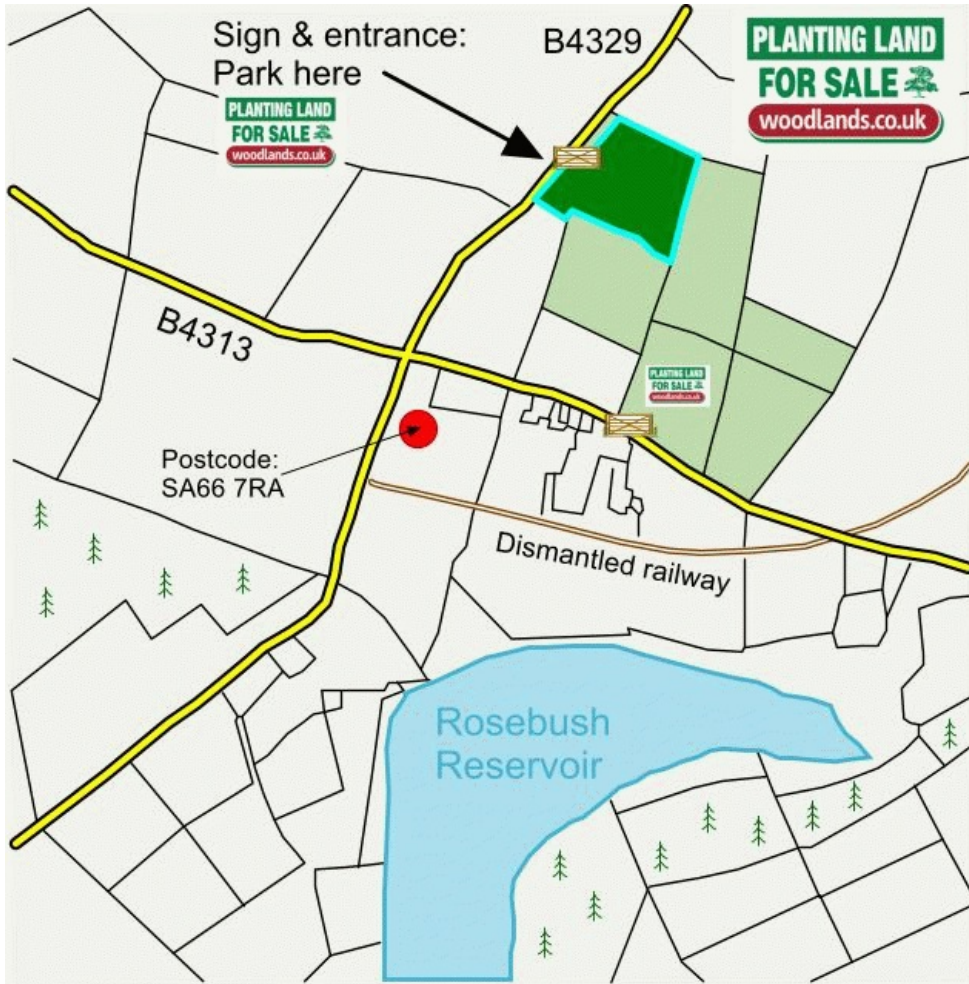 Sign & entrance:
Park here
B4329
PLANTING LAND
FOR SALE
woodlands.co.uk
PLANTING LAND
FOR SALE
woodlands.co.uk
B4313
PLANTING LAND
FOR SALE
woodlands.co.uk
Postcode:
SA66 7RA
Dismantled railway
Rosebush
Reservoir